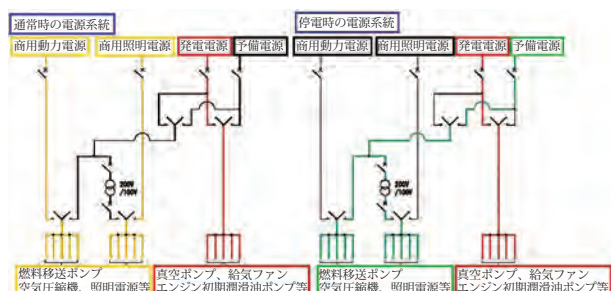 通常時の電源系統
商用動力電源 商用照明電源 発電電源 予備電源
200V
/100V
燃料移送ポンプ
空気圧縮機、照明電源等
真空ポンプ、給気ファン
エンジン初期潤滑油ポンプ等
停電時の電源系統
商用動力電源 商用照明電源 発電電源 予備電源
200V
/100V
燃料移送ポンプ
空気圧縮機、照明電源等
真空ポンプ、給気ファン
エンジン初期潤滑油ポンプ等